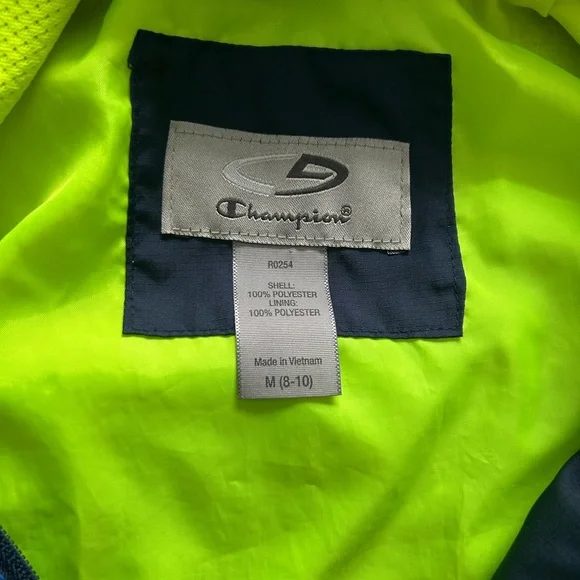 Champion®
R0254
SHELL:
100% POLYESTER
LINING:
100% POLYESTER
Made in Vietnam
M (8-10)